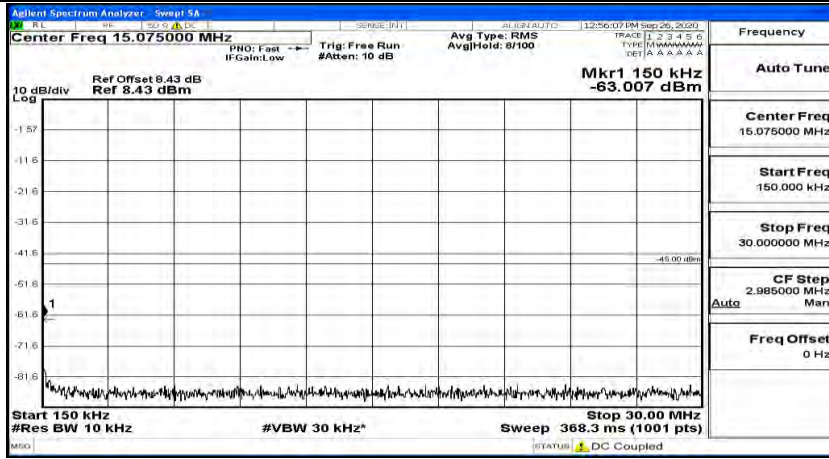 Agilent Spectrum Analyzer - Swept SA
RL RF 50 Ω DC SENSE:INT ALIGN AUTO 12:56:07 PM Sep 26, 2020
Center Freq 15.075000 MHz
PNO: Fast Trig: Free Run Avg Type: RMS TRACE 1 2 3 4 5 6
IFGain:Low #Atten: 10 dB Avg|Hold: 8/100 TYPE M WWWWW
DET A A A A A A
Ref Offset 8.43 dB
10 dB/div Ref 8.43 dBm
Log
Mkr1 150 kHz
-63.007 dBm
-1.57
-11.6
-21.6
-31.6
-41.6
-45.00 dBm
-51.6
1
-61.6
-71.6
-81.6
Start 150 kHz Stop 30.00 MHz
#Res BW 10 kHz #VBW 30 kHz* Sweep 368.3 ms (1001 pts)
MSG STATUS DC Coupled
Frequency
Auto Tune
Center Freq
15.075000 MHz
Start Freq
150.000 kHz
Stop Freq
30.000000 MHz
CF Step
2.985000 MHz
Auto Man
Freq Offset
0 Hz